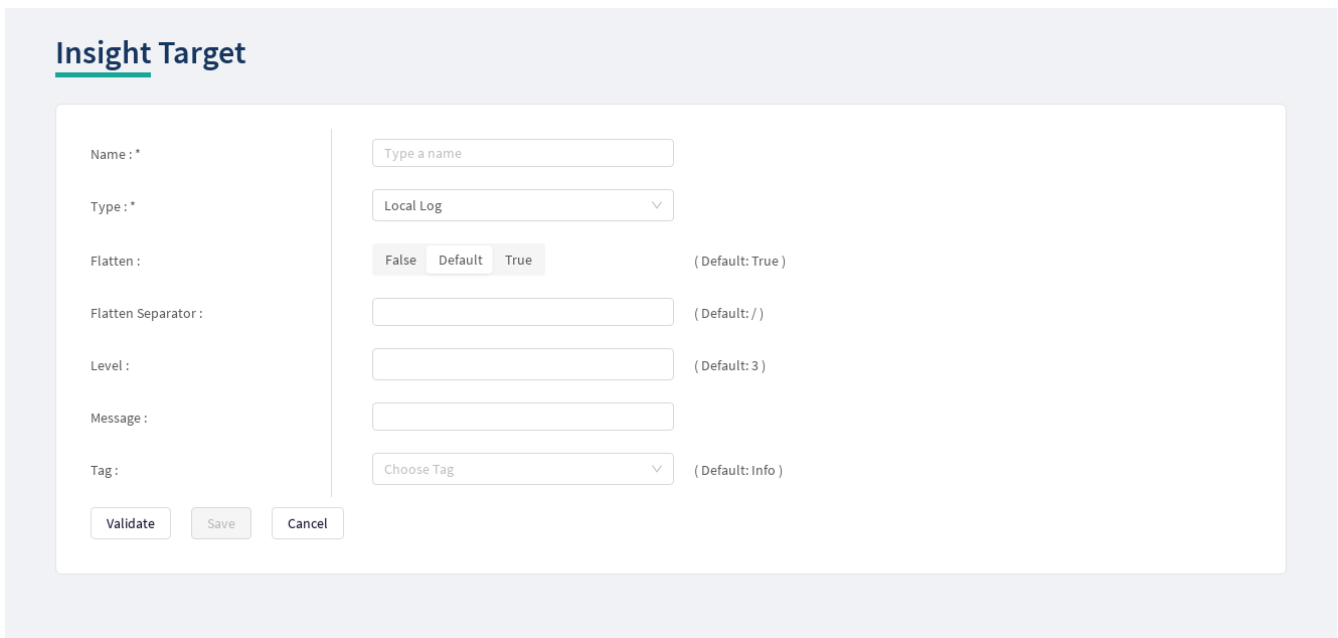 Insight Target
Name : * Type a name
Type : * Local Log
Flatten : False Default True ( Default: True )
Flatten Separator : ( Default: / )
Level : ( Default: 3 )
Message :
Tag : Choose Tag ( Default: Info )
Validate Save Cancel